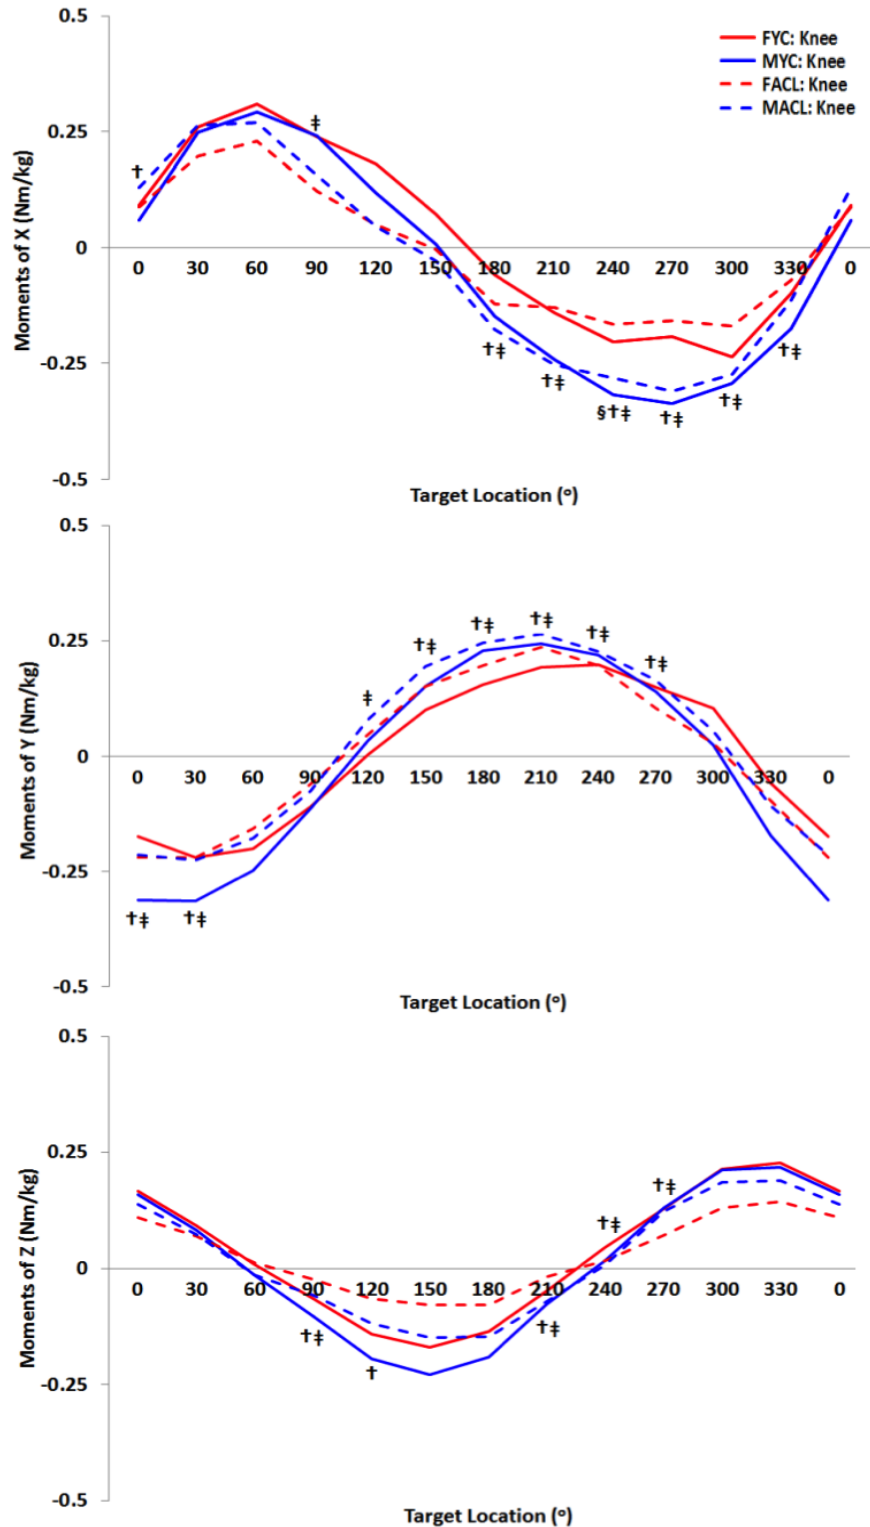 0.5
FYC: Knee
MYC: Knee
FACL: Knee
MACL: Knee
0.25
‡
†
Moments of X (Nm/kg)
0
0 30 60 90 120 150 180 210 240 270 300 330 0
†‡ †‡
-0.25
†‡ †‡
§†‡ †‡
-0.5
Target Location (°)
0.5
0.25
†‡ †‡ †‡ †‡ †‡
‡
Moments of Y (Nm/kg)
0
0 30 60 90 120 150 180 210 240 270 300 330 0
-0.25
†‡ †‡
-0.5
Target Location (°)
0.5
0.25
†‡
†‡
Moments of Z (Nm/kg)
0
0 30 60 90 120 150 180 210 240 270 300 330 0
†‡ †‡
†
-0.25
-0.5
Target Location (°)